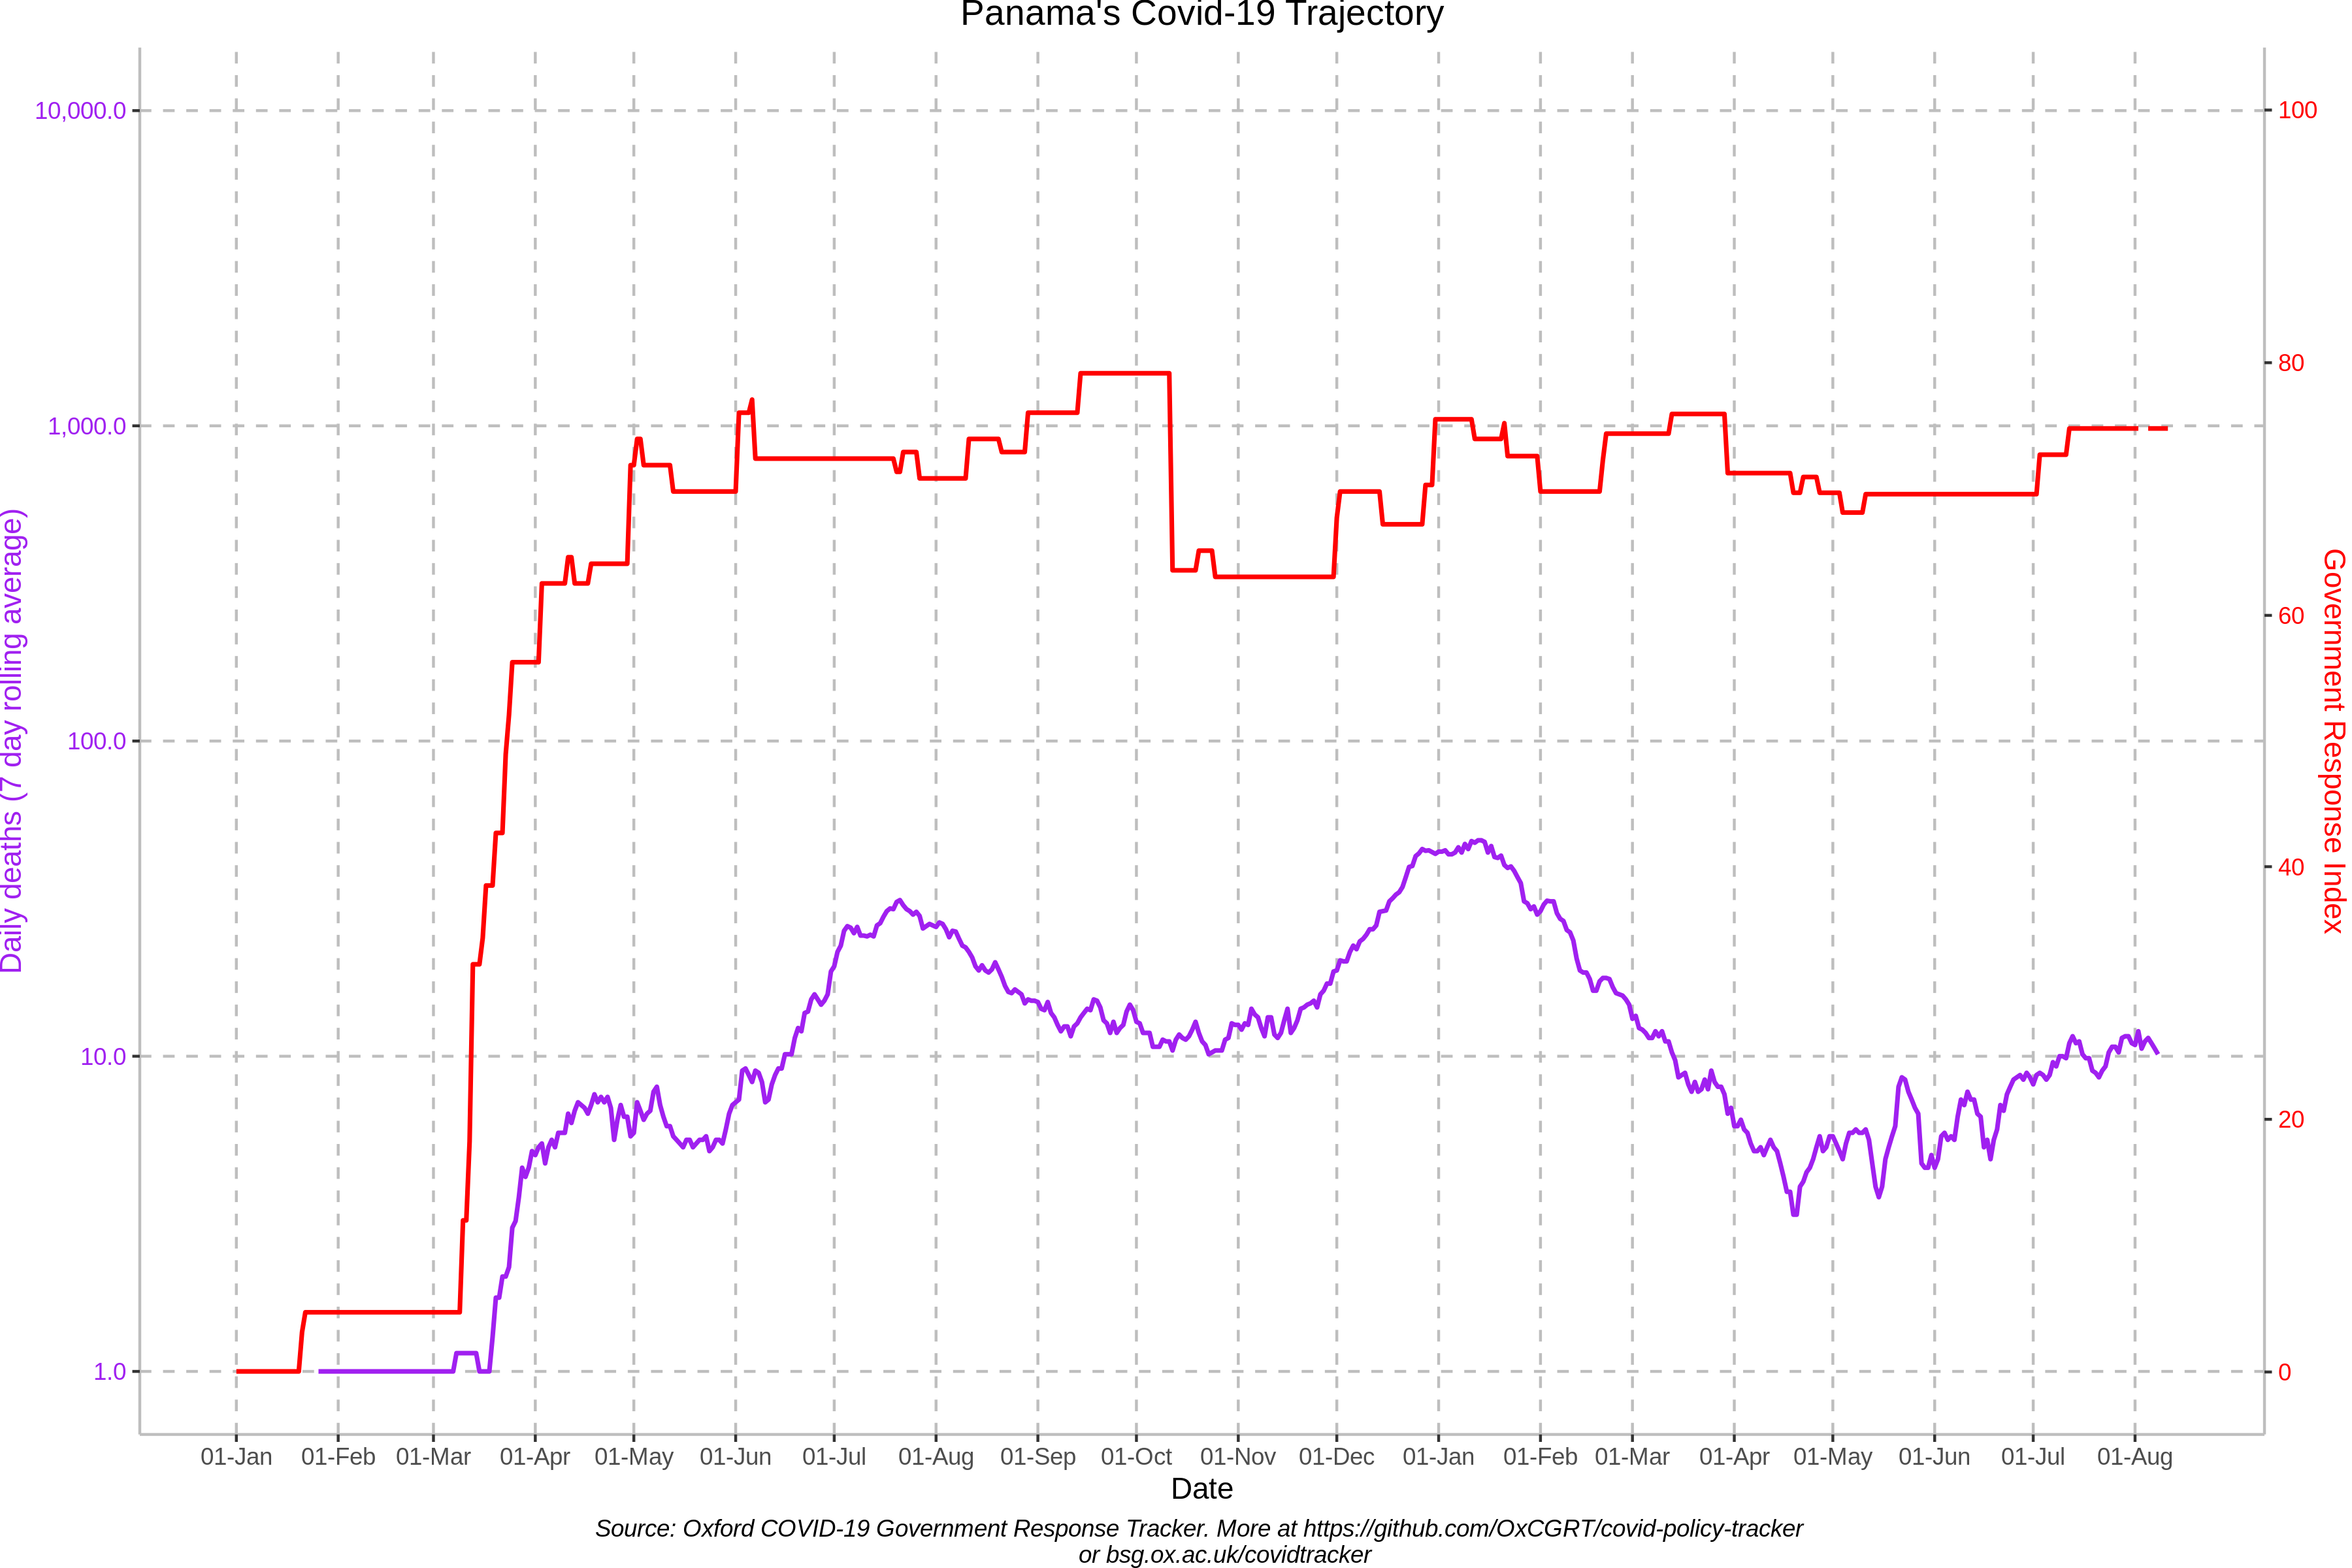 Panama's Covid-19 Trajectory
10,000.0
1,000.0
100.0
10.0
1.0
Daily deaths (7 day rolling average)
100
80
60
40
20
0
Government Response Index
01-Jan 01-Feb 01-Mar 01-Apr 01-May 01-Jun 01-Jul 01-Aug 01-Sep 01-Oct 01-Nov 01-Dec 01-Jan 01-Feb 01-Mar 01-Apr 01-May 01-Jun 01-Jul 01-Aug
Date
Source: Oxford COVID-19 Government Response Tracker. More at https://github.com/OxCGRT/covid-policy-tracker
or bsg.ox.ac.uk/covidtracker